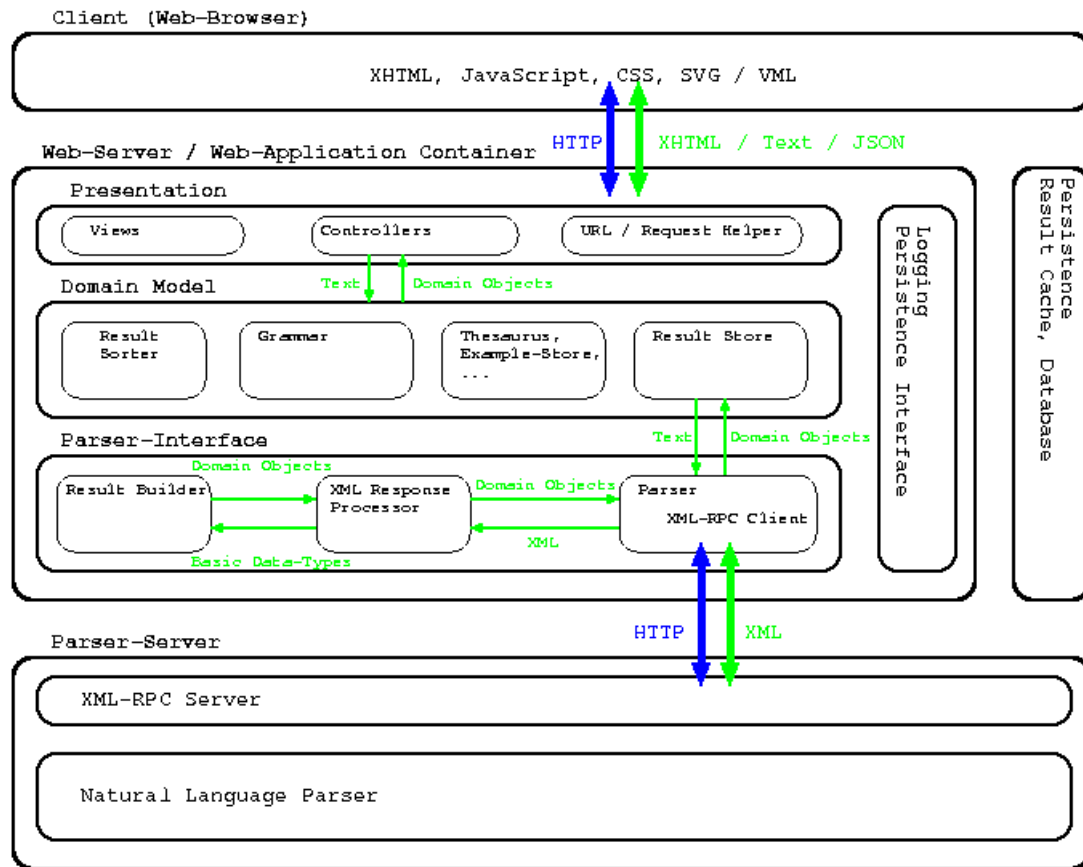 Client (Web-Browser)
XHTML, JavaScript, CSS, SVG / VML
HTTP
XHTML / Text / JSON
Web-Server / Web-Application Container
Presentation
Views
Controllers
URL / Request Helper
Text
Domain Objects
Domain Model
Result
Sorter
Grammar
Thesaurus,
Example-Store,
...
Result Store
Text
Domain Objects
Parser-Interface
Domain Objects
Result Builder
XML Response
Processor
Domain Objects
Parser
XML-RPC Client
XML
Basic Data-Types
Logging
Persistence Interface
Persistence
Result Cache, Database
HTTP
XML
Parser-Server
XML-RPC Server
Natural Language Parser